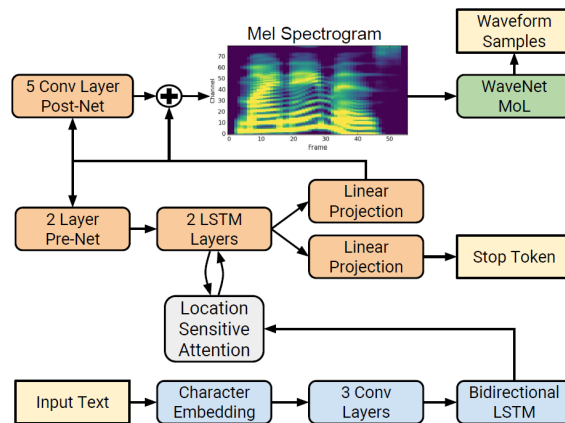 Mel Spectrogram
Waveform
Samples
5 Conv Layer
Post-Net
Channel
70
60
50
40
30
20
10
0
0
10
20
30
40
50
Frame
WaveNet
MoL
2 Layer
Pre-Net
2 LSTM
Layers
Linear
Projection
Linear
Projection
Stop Token
Location
Sensitive
Attention
Input Text
Character
Embedding
3 Conv
Layers
Bidirectional
LSTM